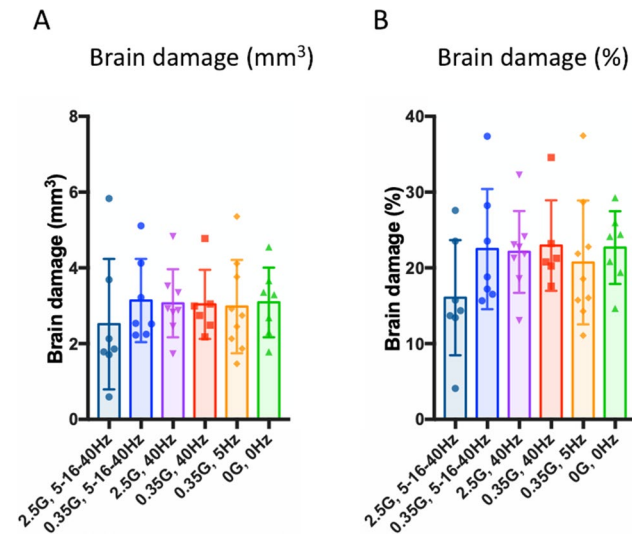 A
Brain damage (mm³)
8
6
4
2
0
Brain damage (mm³)
2.5G, 5-16-40Hz
0.35G, 5-16-40Hz
2.5G, 40Hz
0.35G, 40Hz
0.35G, 5Hz
0G, 0Hz
B
Brain damage (%)
40
30
20
10
0
Brain damage (%)
2.5G, 5-16-40Hz
0.35G, 5-16-40Hz
2.5G, 40Hz
0.35G, 40Hz
0.35G, 5Hz
0G, 0Hz